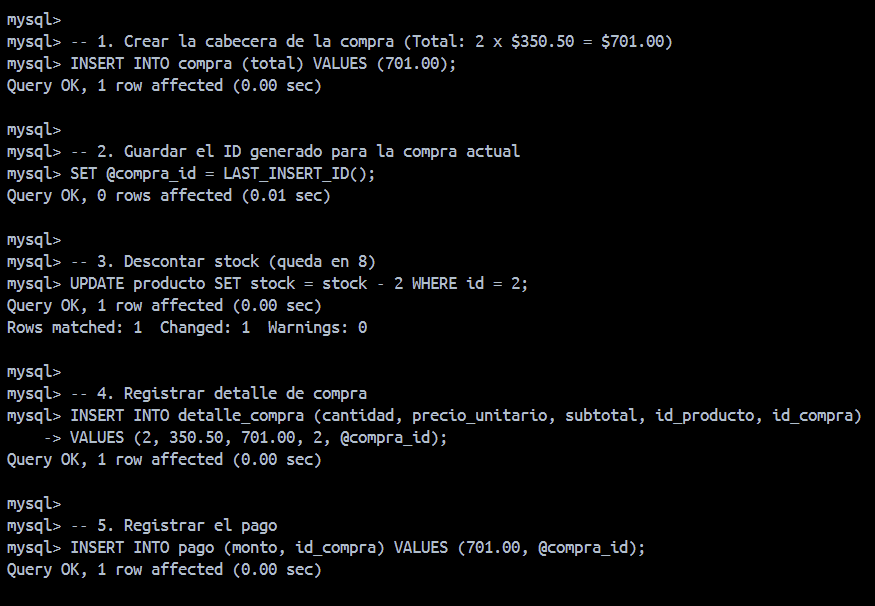 mysql>
mysql> -- 1. Crear la cabecera de la compra (Total: 2 x $350.50 = $701.00)
mysql> INSERT INTO compra (total) VALUES (701.00);
Query OK, 1 row affected (0.00 sec)
mysql>
mysql> -- 2. Guardar el ID generado para la compra actual
mysql> SET @compra_id = LAST_INSERT_ID();
Query OK, 0 rows affected (0.01 sec)
mysql>
mysql> -- 3. Descontar stock (queda en 8)
mysql> UPDATE producto SET stock = stock - 2 WHERE id = 2;
Query OK, 1 row affected (0.00 sec)
Rows matched: 1  Changed: 1  Warnings: 0
mysql>
mysql> -- 4. Registrar detalle de compra
mysql> INSERT INTO detalle_compra (cantidad, precio_unitario, subtotal, id_producto, id_compra)
    -> VALUES (2, 350.50, 701.00, 2, @compra_id);
Query OK, 1 row affected (0.00 sec)
mysql>
mysql> -- 5. Registrar el pago
mysql> INSERT INTO pago (monto, id_compra) VALUES (701.00, @compra_id);
Query OK, 1 row affected (0.00 sec)